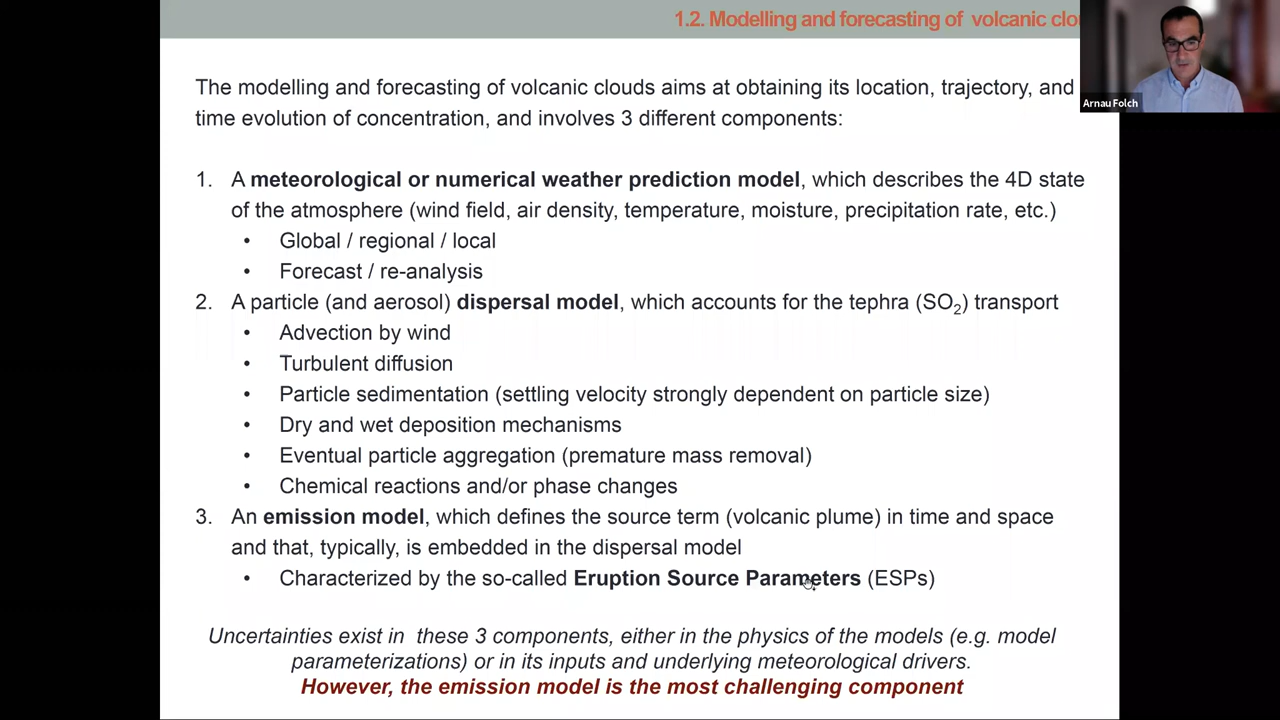 1.2. Modelling and forecasting of volcanic clo
Arnau Folch
The modelling and forecasting of volcanic clouds aims at obtaining its location, trajectory, and
time evolution of concentration, and involves 3 different components:
1. A meteorological or numerical weather prediction model, which describes the 4D state
of the atmosphere (wind field, air density, temperature, moisture, precipitation rate, etc.)
• Global / regional / local
• Forecast / re-analysis
2. A particle (and aerosol) dispersal model, which accounts for the tephra (SO₂) transport
• Advection by wind
• Turbulent diffusion
• Particle sedimentation (settling velocity strongly dependent on particle size)
• Dry and wet deposition mechanisms
• Eventual particle aggregation (premature mass removal)
• Chemical reactions and/or phase changes
3. An emission model, which defines the source term (volcanic plume) in time and space
and that, typically, is embedded in the dispersal model
• Characterized by the so-called Eruption Source Parameters (ESPs)
Uncertainties exist in these 3 components, either in the physics of the models (e.g. model
parameterizations) or in its inputs and underlying meteorological drivers.
However, the emission model is the most challenging component